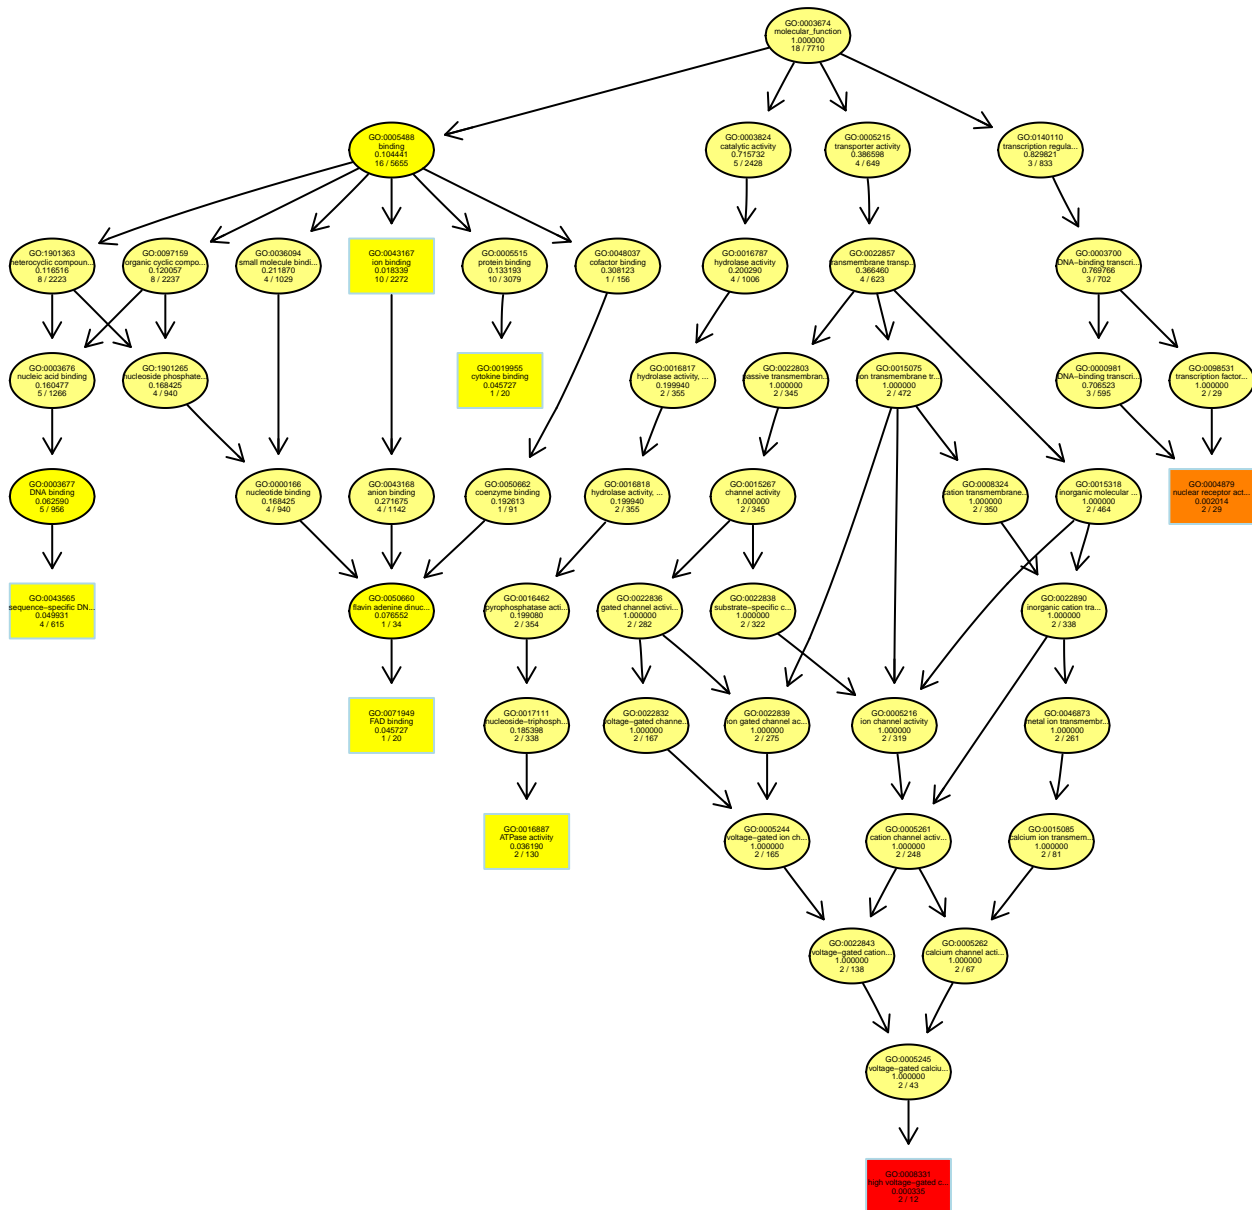 GO:0003674
molecular_function
1.000000
18 / 7710
GO:0005488
binding
0.104441
16 / 5655
GO:0003824
catalytic activity
0.715732
5 / 2428
GO:0005215
transporter activity
0.386598
4 / 649
GO:0140110
transcription regula...
0.829821
3 / 833
GO:1901363
heterocyclic compoun...
0.116516
8 / 2223
GO:0097159
organic cyclic compo...
0.120057
8 / 2237
GO:0036094
small molecule bindi...
0.211870
4 / 1029
GO:0043167
ion binding
0.018339
10 / 2272
GO:0005515
protein binding
0.133193
10 / 3079
GO:0048037
cofactor binding
0.308123
1 / 156
GO:0016787
hydrolase activity
0.200290
4 / 1006
GO:0022857
transmembrane transp...
0.366460
4 / 623
GO:0003700
DNA−binding transcri...
0.769766
3 / 702
GO:0003676
nucleic acid binding
0.160477
5 / 1266
GO:1901265
nucleoside phosphate...
0.168425
4 / 940
GO:0019955
cytokine binding
0.045727
1 / 20
GO:0016817
hydrolase activity, ...
0.199940
2 / 355
GO:0022803
passive transmembran...
1.000000
2 / 345
GO:0015075
ion transmembrane tr...
1.000000
2 / 472
GO:0000981
DNA−binding transcri...
0.706523
3 / 595
GO:0098531
transcription factor...
1.000000
2 / 29
GO:0003677
DNA binding
0.062590
5 / 956
GO:0000166
nucleotide binding
0.168425
4 / 940
GO:0043168
anion binding
0.271675
4 / 1142
GO:0050662
coenzyme binding
0.192613
1 / 91
GO:0016818
hydrolase activity, ...
0.199940
2 / 355
GO:0015267
channel activity
1.000000
2 / 345
GO:0008324
cation transmembrane...
1.000000
2 / 350
GO:0015318
inorganic molecular ...
1.000000
2 / 464
GO:0004879
nuclear receptor act...
0.002014
2 / 29
GO:0043565
sequence−specific DN...
0.049931
4 / 615
GO:0050660
flavin adenine dinuc...
0.076552
1 / 34
GO:0016462
pyrophosphatase acti...
0.199080
2 / 354
GO:0022836
gated channel activi...
1.000000
2 / 282
GO:0022838
substrate−specific c...
1.000000
2 / 322
GO:0022890
inorganic cation tra...
1.000000
2 / 338
GO:0071949
FAD binding
0.045727
1 / 20
GO:0017111
nucleoside−triphosph...
0.185398
2 / 338
GO:0022832
voltage−gated channe...
1.000000
2 / 167
GO:0022839
ion gated channel ac...
1.000000
2 / 275
GO:0005216
ion channel activity
1.000000
2 / 319
GO:0046873
metal ion transmembr...
1.000000
2 / 261
GO:0016887
ATPase activity
0.036190
2 / 130
GO:0005244
voltage−gated ion ch...
1.000000
2 / 165
GO:0005261
cation channel activ...
1.000000
2 / 248
GO:0015085
calcium ion transmem...
1.000000
2 / 81
GO:0022843
voltage−gated cation...
1.000000
2 / 138
GO:0005262
calcium channel acti...
1.000000
2 / 67
GO:0005245
voltage−gated calciu...
1.000000
2 / 43
GO:0008331
high voltage−gated c...
0.000335
2 / 12